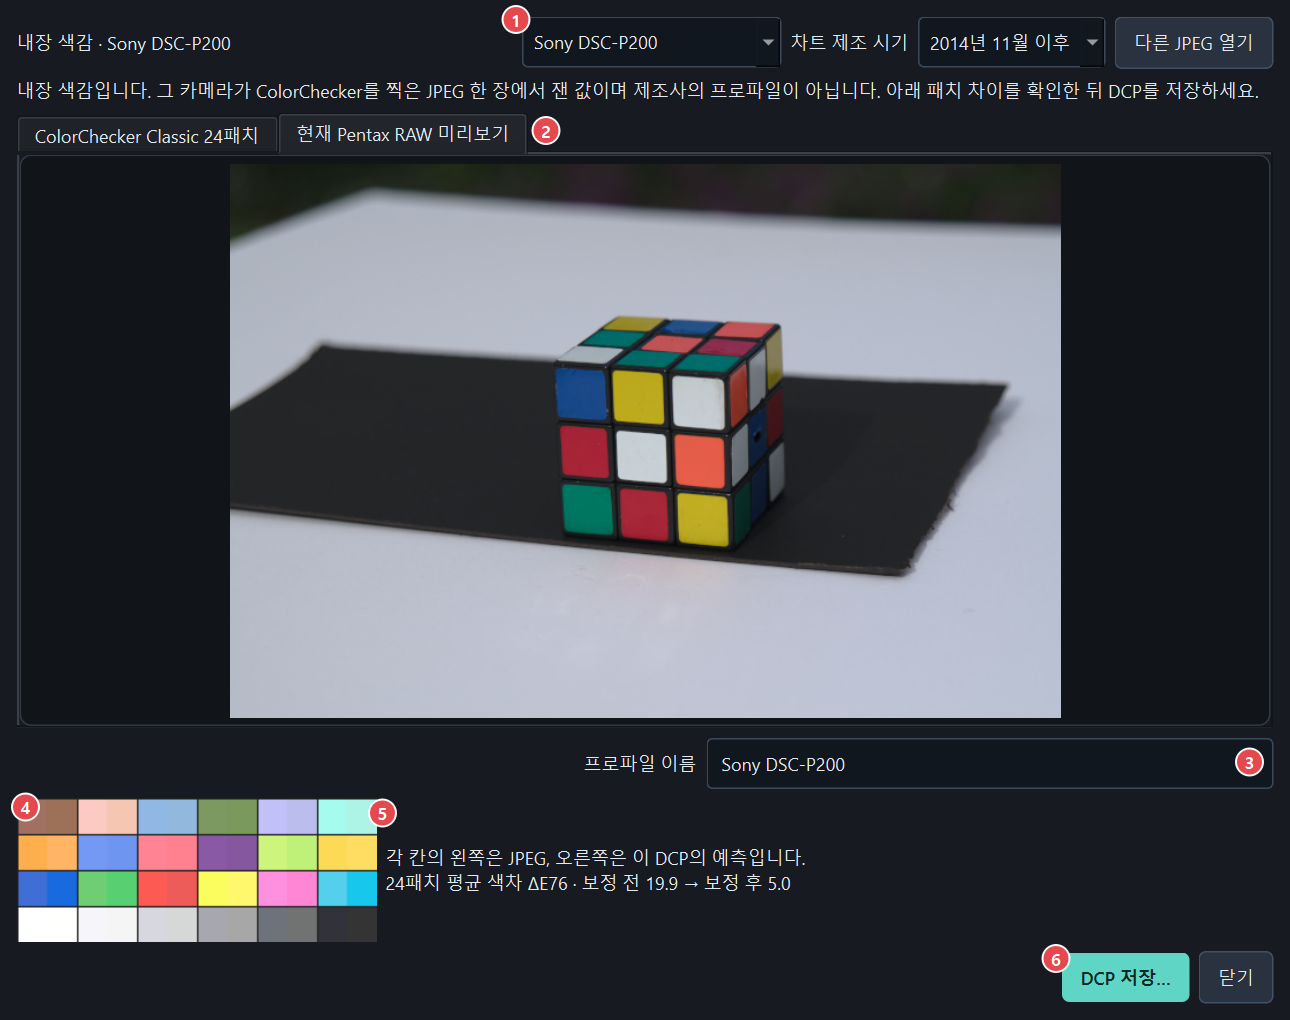 내장 색감 · Sony DSC-P200
1
Sony DSC-P200
차트 제조 시기
2014년 11월 이후
다른 JPEG 열기
내장 색감입니다. 그 카메라가 ColorChecker를 찍은 JPEG 한 장에서 잰 값이며 제조사의 프로파일이 아닙니다. 아래 패치 차이를 확인한 뒤 DCP를 저장하세요.
ColorChecker Classic 24패치
현재 Pentax RAW 미리보기
2
프로파일 이름
Sony DSC-P200
3
4
5
각 칸의 왼쪽은 JPEG, 오른쪽은 이 DCP의 예측입니다.
24패치 평균 색차 ΔE76 · 보정 전 19.9 → 보정 후 5.0
6
DCP 저장...
닫기